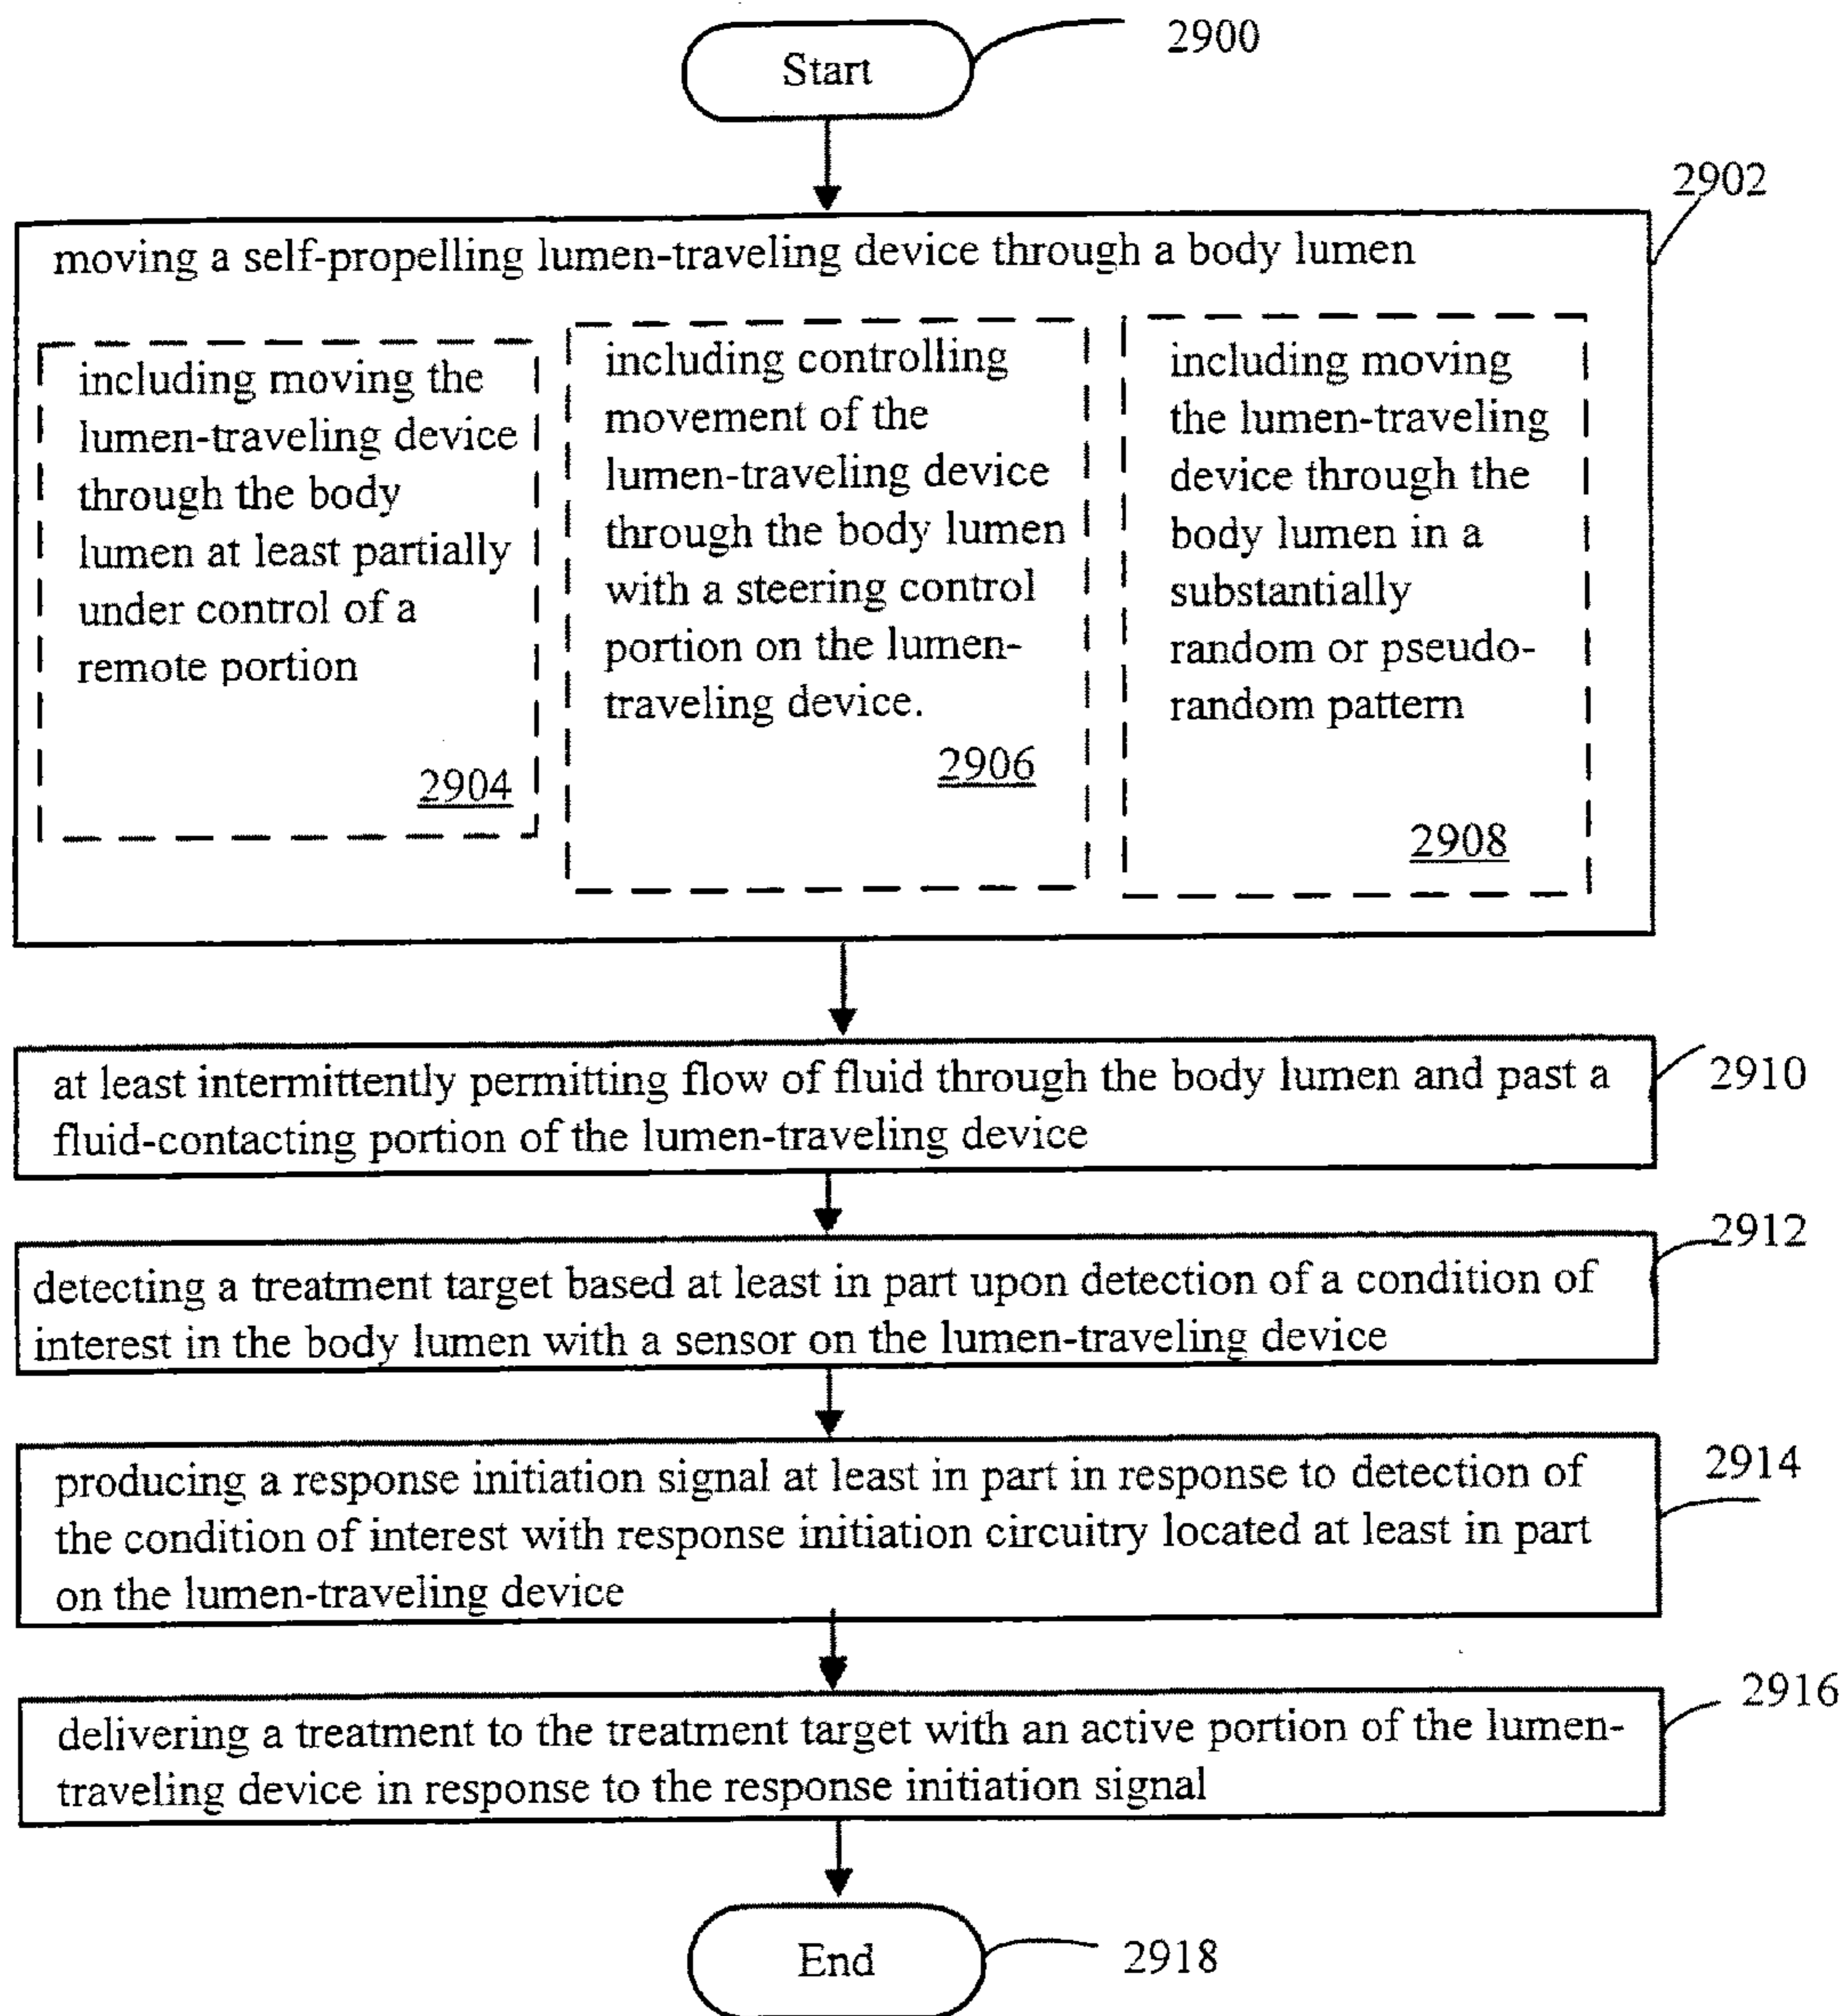 Start
2900
2902
moving a self-propelling lumen-traveling device through a body lumen
including moving the
lumen-traveling device
through the body
lumen at least partially
under control of a
remote portion
2904
including controlling
movement of the
lumen-traveling device
through the body lumen
with a steering control
portion on the lumen-
traveling device.
2906
including moving
the lumen-traveling
device through the
body lumen in a
substantially
random or pseudo-
random pattern
2908
at least intermittently permitting flow of fluid through the body lumen and past a
fluid-contacting portion of the lumen-traveling device
2910
detecting a treatment target based at least in part upon detection of a condition of
interest in the body lumen with a sensor on the lumen-traveling device
2912
producing a response initiation signal at least in part in response to detection of
the condition of interest with response initiation circuitry located at least in part
on the lumen-traveling device
2914
delivering a treatment to the treatment target with an active portion of the lumen-
traveling device in response to the response initiation signal
2916
End
2918